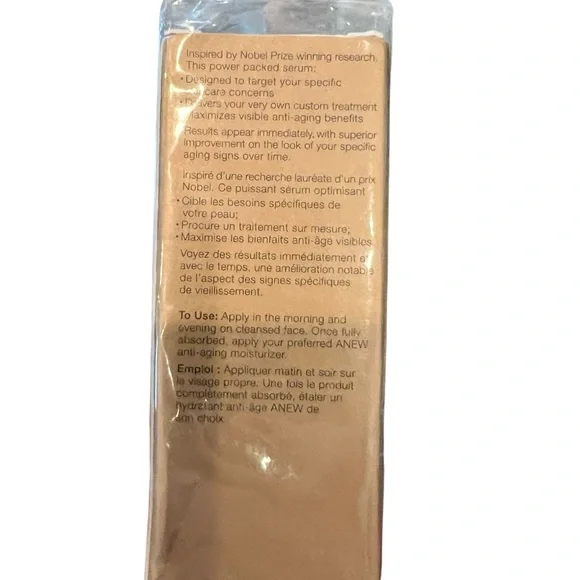 Inspired by Nobel Prize winning research.
This power packed serum:
• Designed to target your specific
skincare concerns
• Delivers your very own custom treatment
Maximizes visible anti-aging benefits
Results appear immediately, with superior
improvement on the look of your specific
aging signs over time.
Inspiré d'une recherche lauréate d'un prix
Nobel. Ce puissant sérum optimisant
• Cible les besoins spécifiques de
votre peau;
• Procure un traitement sur mesure;
• Maximise les bienfaits anti-âge visibles.
Voyez des résultats immédiatement et
avec le temps, une amélioration notable
de l'aspect des signes spécifiques
de vieillissement.
To Use: Apply in the morning and
evening on cleansed face. Once fully
absorbed, apply your preferred ANEW
anti-aging moisturizer.
Emploi : Appliquer matin et soir sur
le visage propre. Une fois le produit
complètement absorbé, étaler un
hydratant anti-âge ANEW de
son choix.